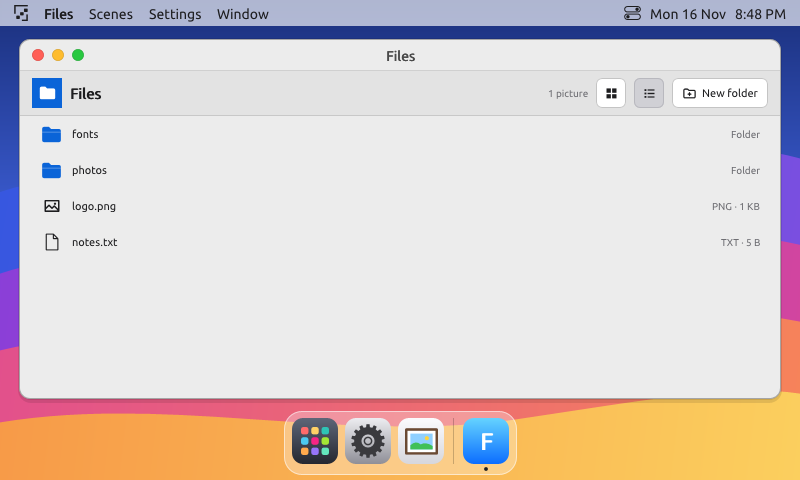 Files Scenes Settings Window Mon 16 Nov 8:48 PM
Files
Files 1 picture New folder
fonts Folder
photos Folder
logo.png PNG · 1 KB
notes.txt TXT · 5 B
F